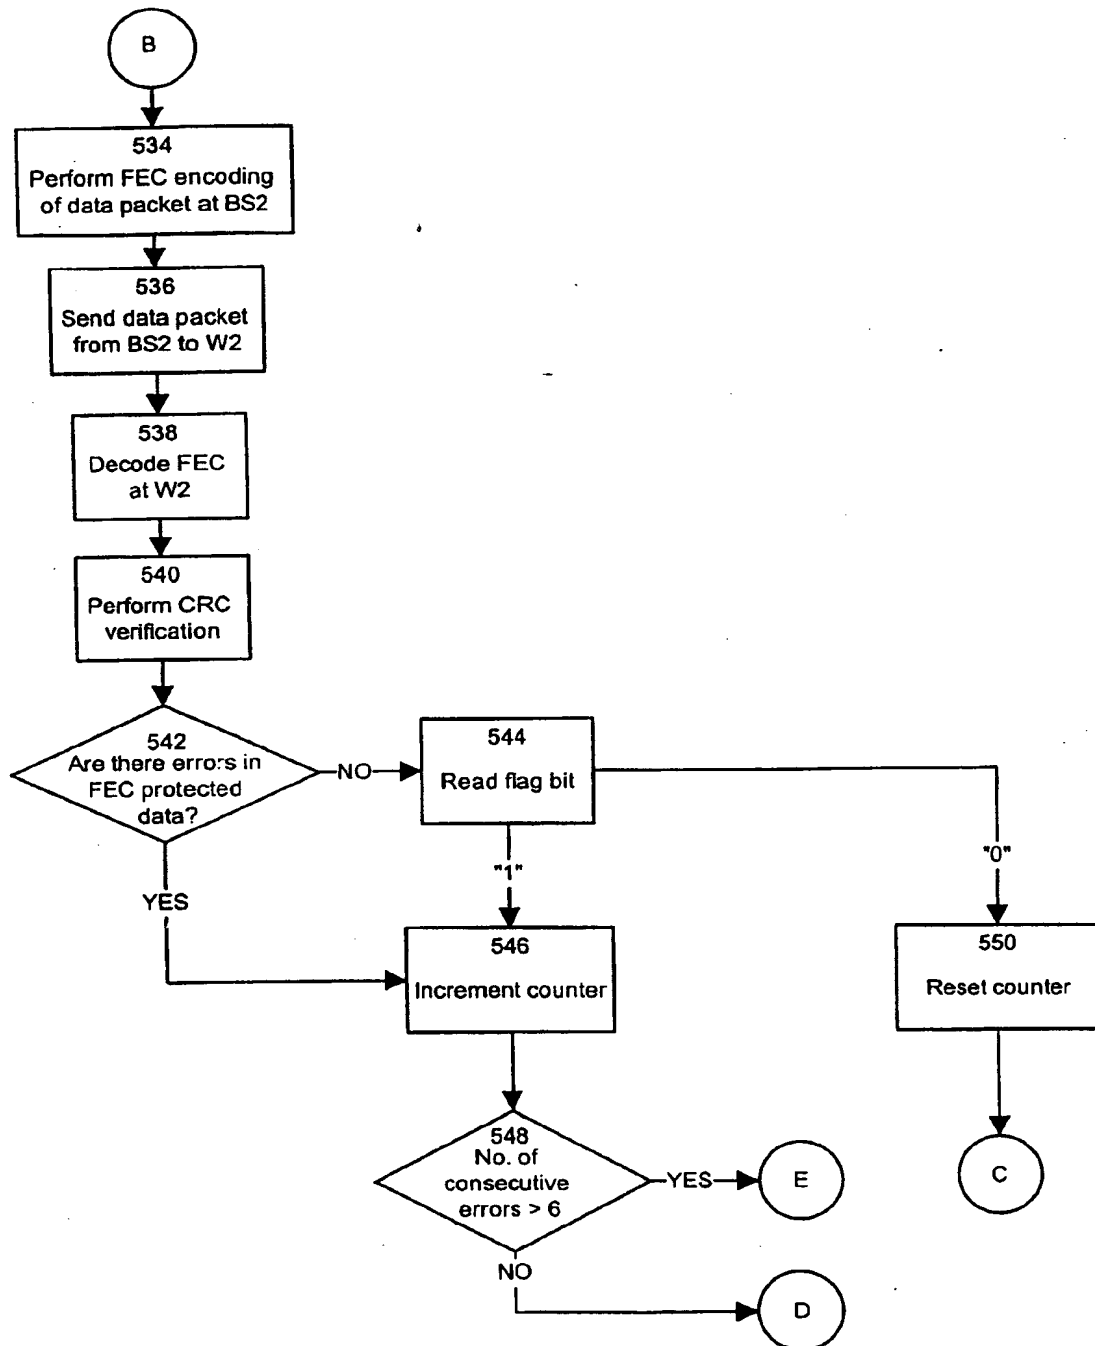 B
534
Perform FEC encoding
of data packet at BS2
536
Send data packet
from BS2 to W2
538
Decode FEC
at W2
540
Perform CRC
verification
542
Are there errors in
FEC protected
data?
NO
544
Read flag bit
"1"
"0"
YES
546
Increment counter
550
Reset counter
548
No. of
consecutive
errors > 6
YES
E
C
NO
D